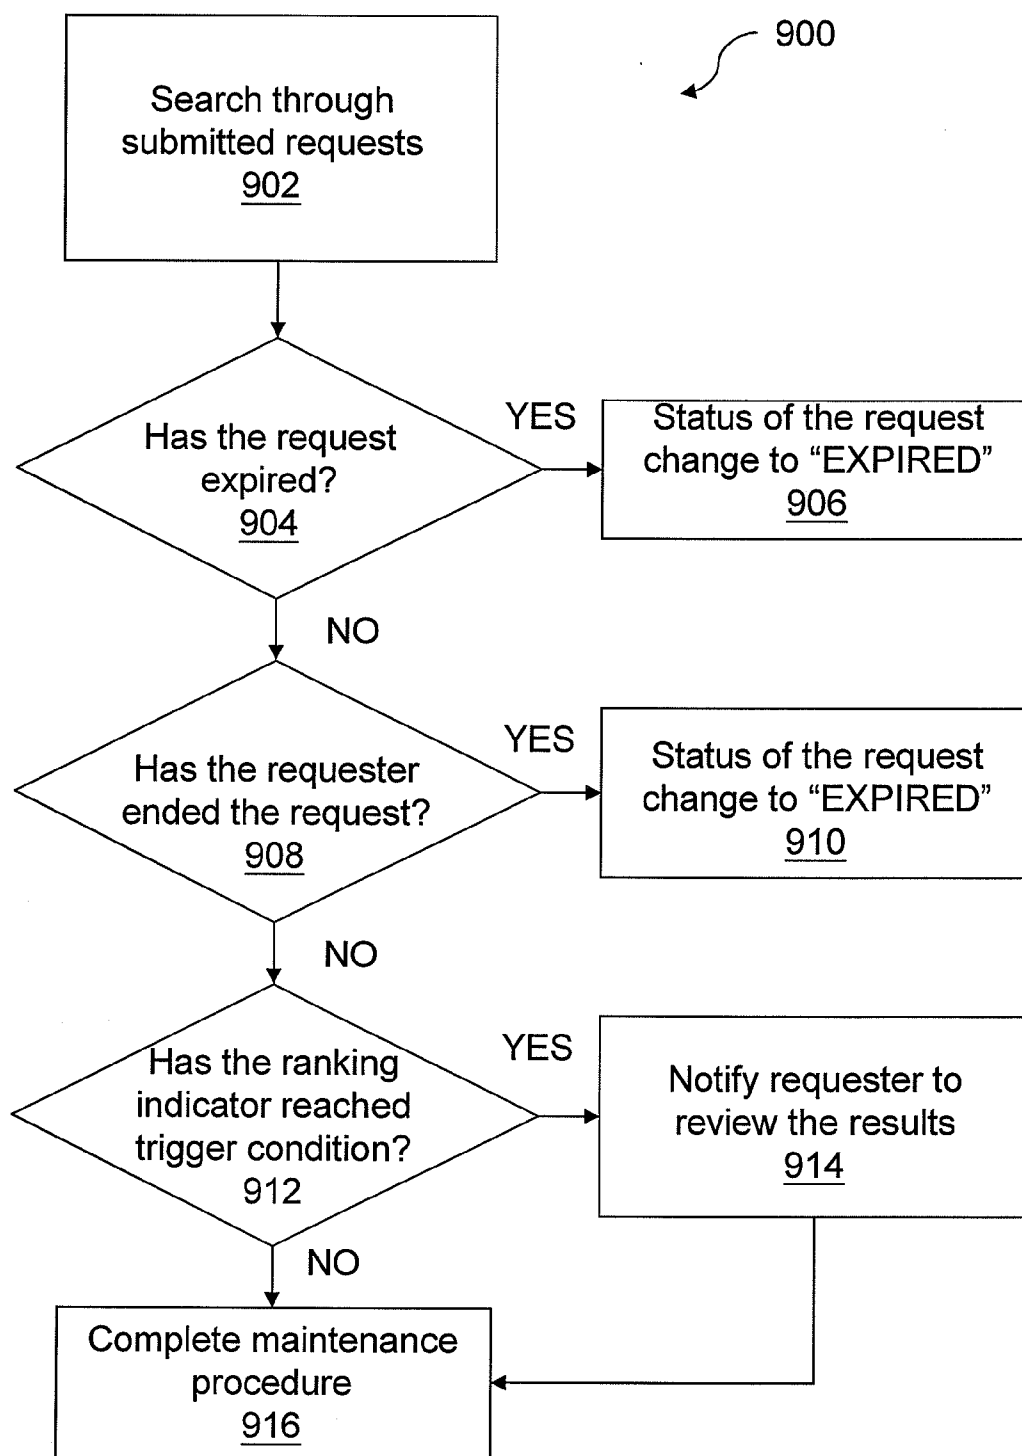 900
Search through
submitted requests
902
Has the request
expired?
904
YES
Status of the request
change to “EXPIRED”
906
NO
Has the requester
ended the request?
908
YES
Status of the request
change to “EXPIRED”
910
NO
Has the ranking
indicator reached
trigger condition?
912
YES
Notify requester to
review the results
914
NO
Complete maintenance
procedure
916